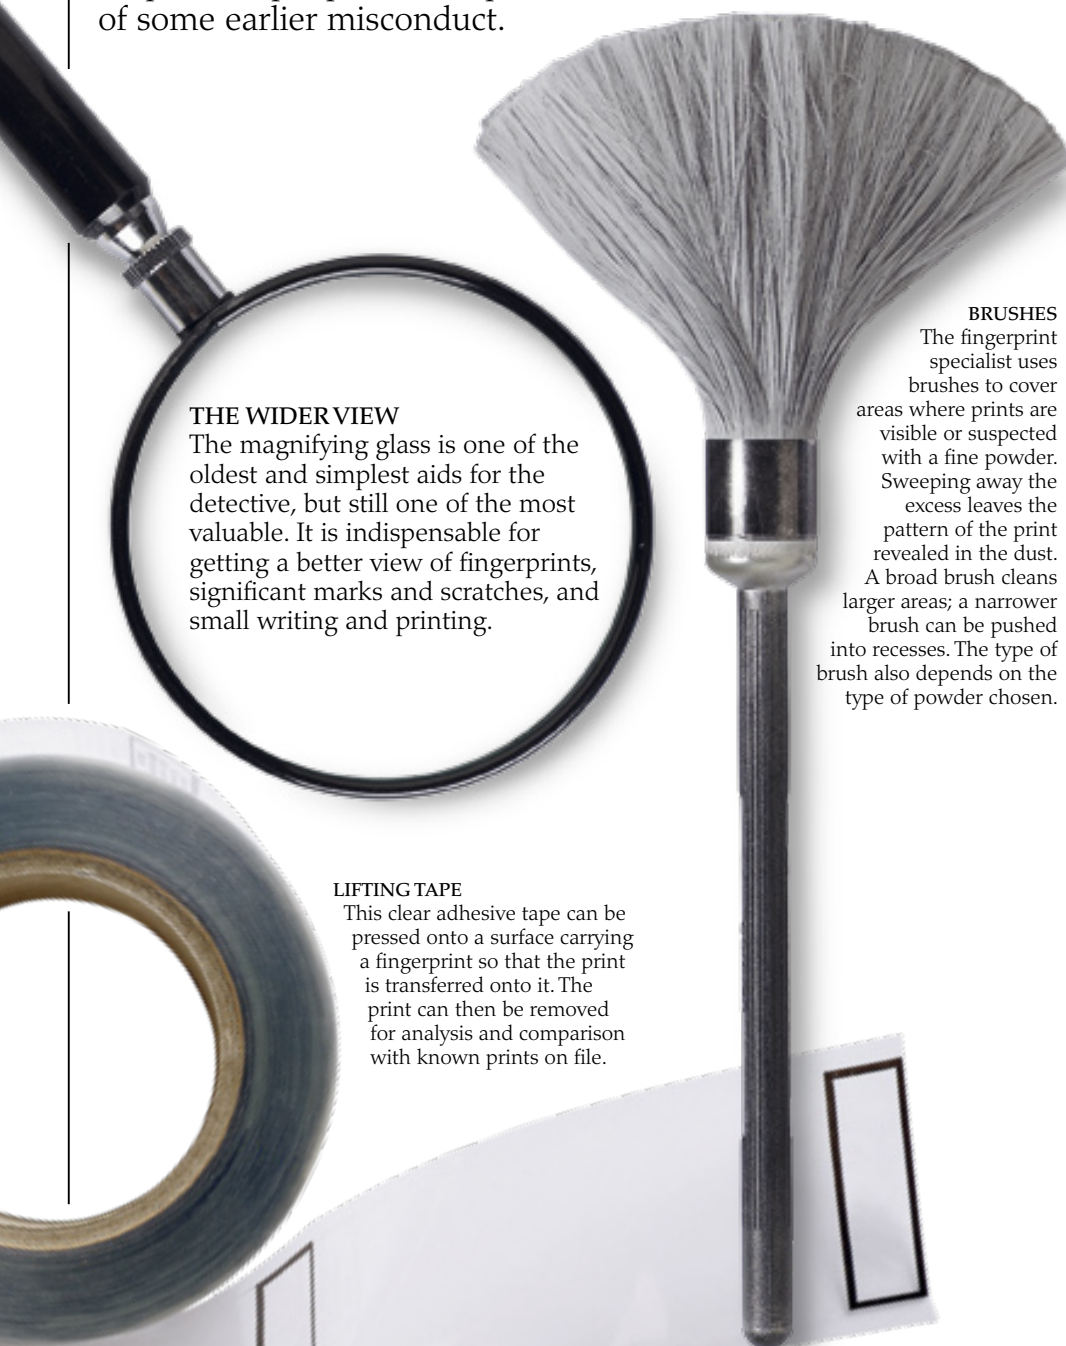 of some earlier misconduct.
THE WIDER VIEW
The magnifying glass is one of the
oldest and simplest aids for the
detective, but still one of the most
valuable. It is indispensable for
getting a better view of fingerprints,
significant marks and scratches, and
small writing and printing.
BRUSHES
The fingerprint
specialist uses
brushes to cover
areas where prints are
visible or suspected
with a fine powder.
Sweeping away the
excess leaves the
pattern of the print
revealed in the dust.
A broad brush cleans
larger areas; a narrower
brush can be pushed
into recesses. The type of
brush also depends on the
type of powder chosen.
LIFTING TAPE
This clear adhesive tape can be
pressed onto a surface carrying
a fingerprint so that the print
is transferred onto it. The
print can then be removed
for analysis and comparison
with known prints on file.